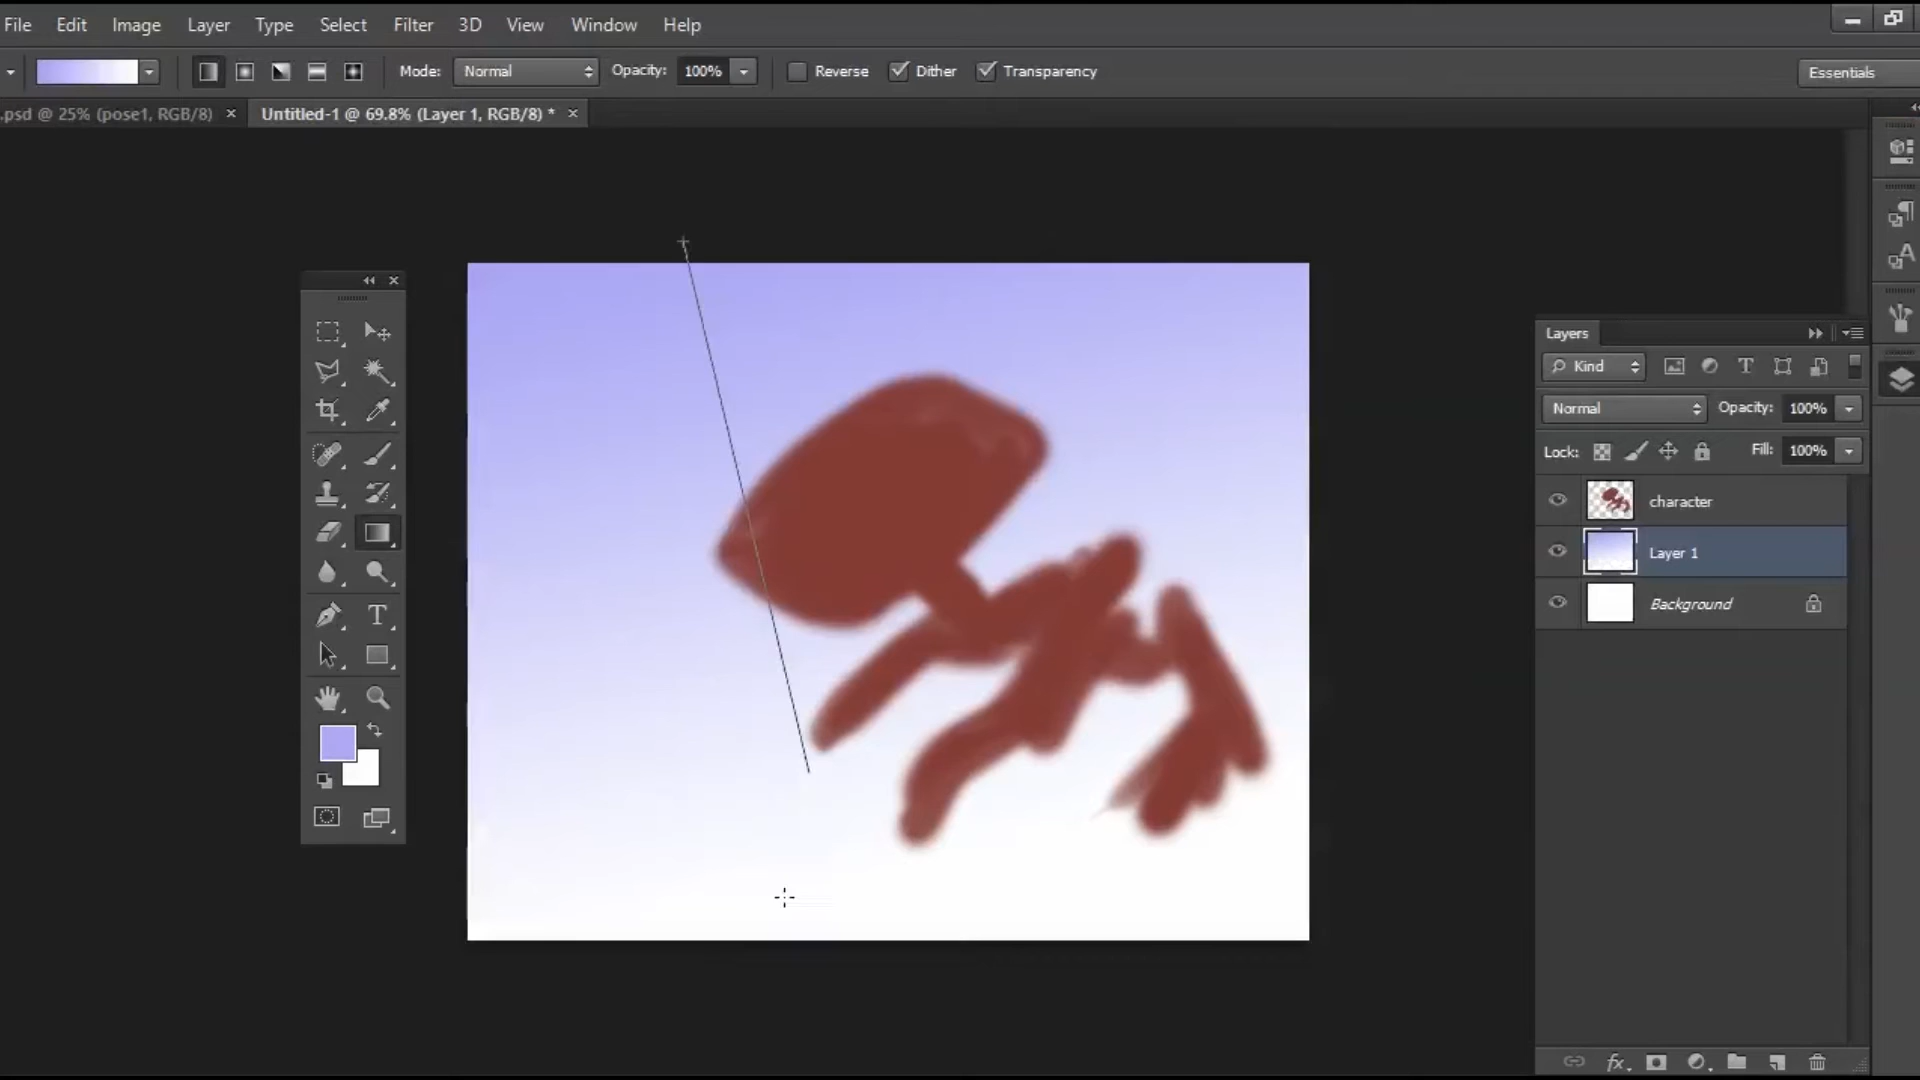 File Edit Image Layer Type Select Filter 3D View Window Help
Mode: Normal Opacity: 100% Reverse Dither Transparency Essentials
.psd @ 25% (pose1, RGB/8) × Untitled-1 @ 69.8% (Layer 1, RGB/8) * ×
Layers
Kind T
Normal Opacity: 100%
Lock: Fill: 100%
character
Layer 1
Background
T
A
fx